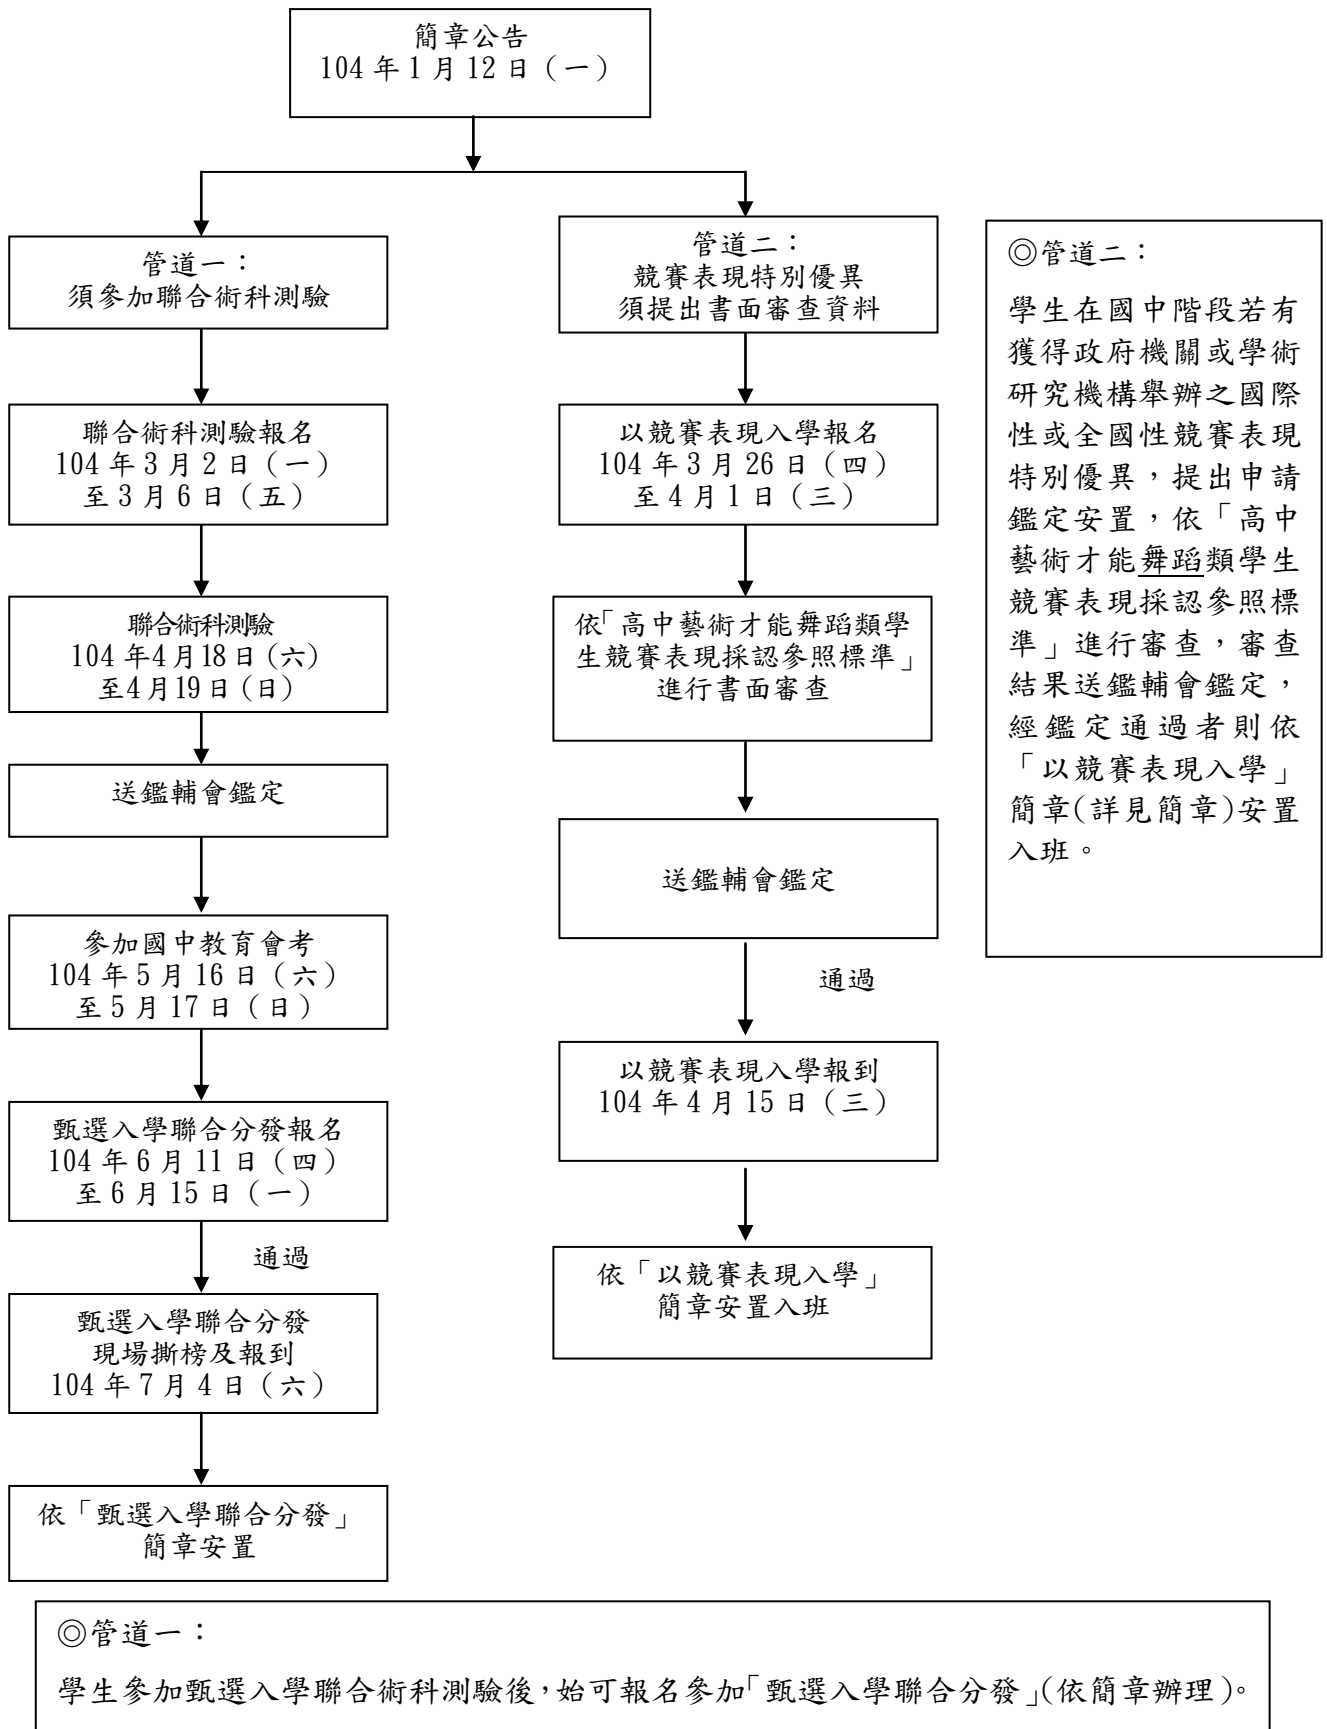 簡章公告
104 年 1 月 12 日（一）
管道一：
須參加聯合術科測驗
聯合術科測驗報名
104 年 3 月 2 日（一）
至 3 月 6 日（五）
聯合術科測驗
104 年4 月18 日(六)
至4 月19 日(日)
送鑑輔會鑑定
參加國中教育會考
104 年 5 月 16 日（六）
至 5 月 17 日（日）
甄選入學聯合分發報名
104 年 6 月 11 日（四）
至 6 月 15 日（一）
通過
甄選入學聯合分發
現場撕榜及報到
104 年 7 月 4 日（六）
依「甄選入學聯合分發」
簡章安置
管道二：
競賽表現特別優異
須提出書面審查資料
以競賽表現入學報名
104 年 3 月 26 日（四）
至 4 月 1 日（三）
依「高中藝術才能舞蹈類學
生競賽表現採認參照標準」
進行書面審查
送鑑輔會鑑定
通過
以競賽表現入學報到
104 年 4 月 15 日（三）
依「以競賽表現入學」
簡章安置入班
◎管道二：
學生在國中階段若有
獲得政府機關或學術
研究機構舉辦之國際
性或全國性競賽表現
特別優異，提出申請
鑑定安置，依「高中
藝術才能舞蹈類學生
競賽表現採認參照標
準」進行審查，審查
結果送鑑輔會鑑定，
經鑑定通過者則依
「以競賽表現入學」
簡章(詳見簡章)安置
入班。
◎管道一：
學生參加甄選入學聯合術科測驗後，始可報名參加「甄選入學聯合分發」(依簡章辦理)。